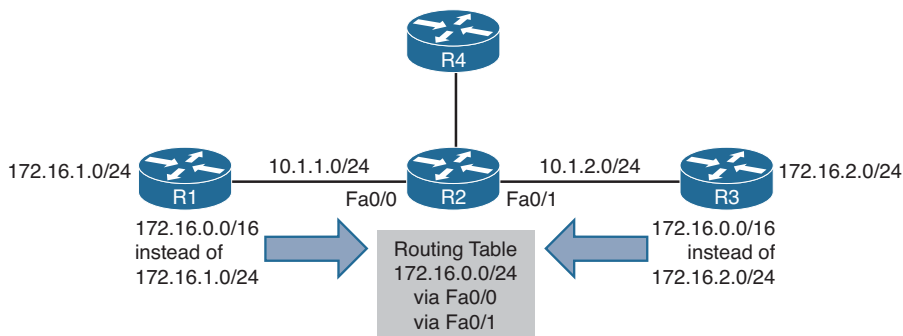 R4
172.16.1.0/24
R1
10.1.1.0/24
Fa0/0
R2
Fa0/1
10.1.2.0/24
R3
172.16.2.0/24
172.16.0.0/16
instead of
172.16.1.0/24
Routing Table
172.16.0.0/24
via Fa0/0
via Fa0/1
172.16.0.0/16
instead of
172.16.2.0/24